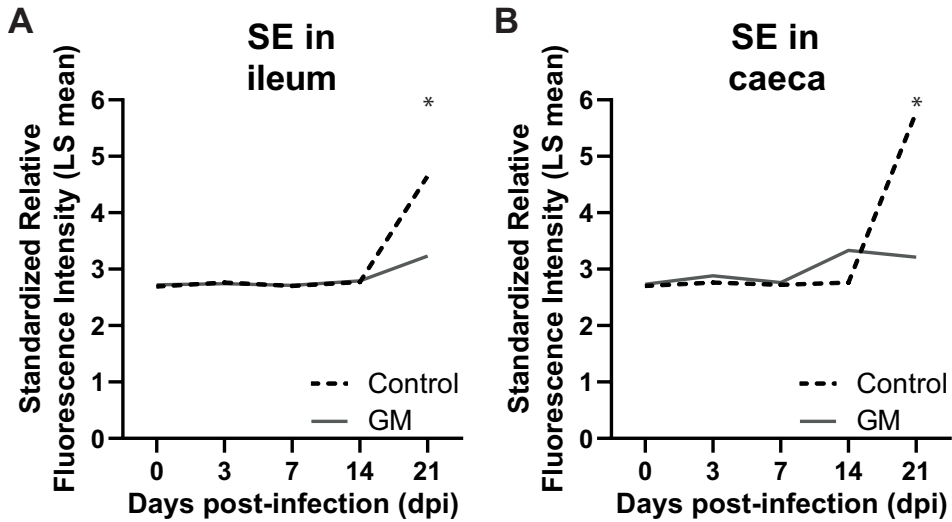 A
SE in
ileum
Standardized Relative
Fluorescence Intensity (LS mean)
6
5
4
3
2
1
0
*
Control
GM
0 3 7 14 21
Days post-infection (dpi)
B
SE in
caeca
Standardized Relative
Fluorescence Intensity (LS mean)
6
5
4
3
2
1
0
*
Control
GM
0 3 7 14 21
Days post-infection (dpi)